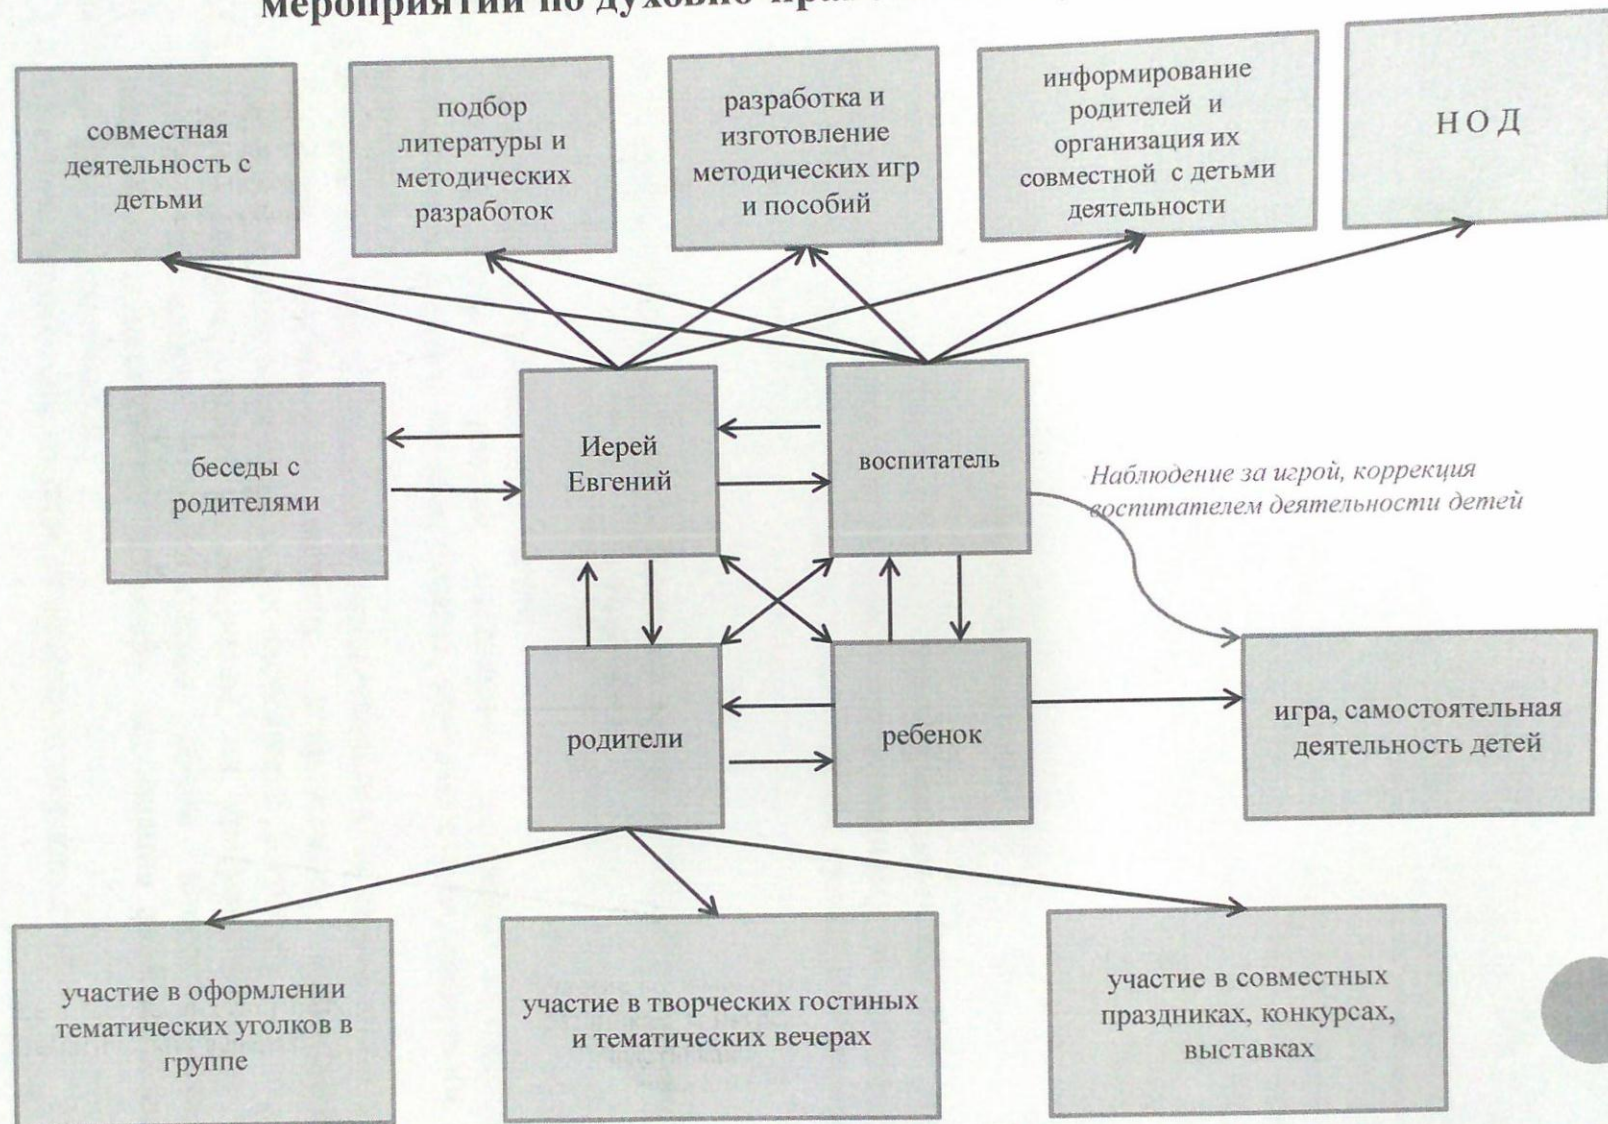 мероприятий по духовно-
совместная
деятельность с
детьми
подбор
литературы и
методических
разработок
разработка и
изготовление
методических игр
и пособий
информирование
родителей и
организация их
совместной с детьми
деятельности
Н О Д
беседы с
родителями
Иерей
Евгений
воспитатель
Наблюдение за игрой, коррекция
воспитателем деятельности детей
родители
ребенок
игра, самостоятельная
деятельность детей
участие в оформлении
тематических уголков в
группе
участие в творческих гостиных
и тематических вечерах
участие в совместных
праздниках, конкурсах,
выставках